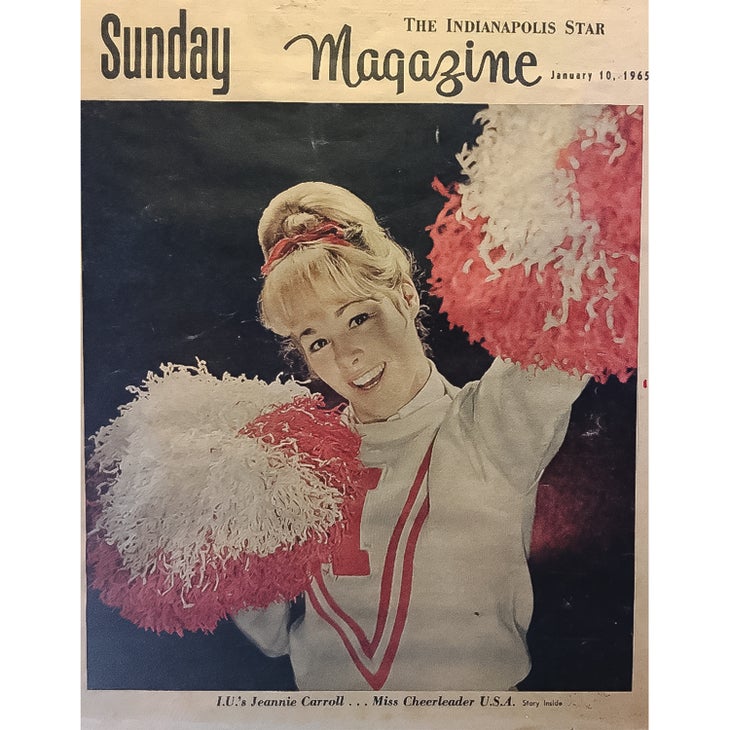 THE INDIANAPOLIS STAR
Sunday Magazine January 10, 1965
I
I.U.'s Jeannie Carroll . . . Miss Cheerleader U.S.A. Story Inside